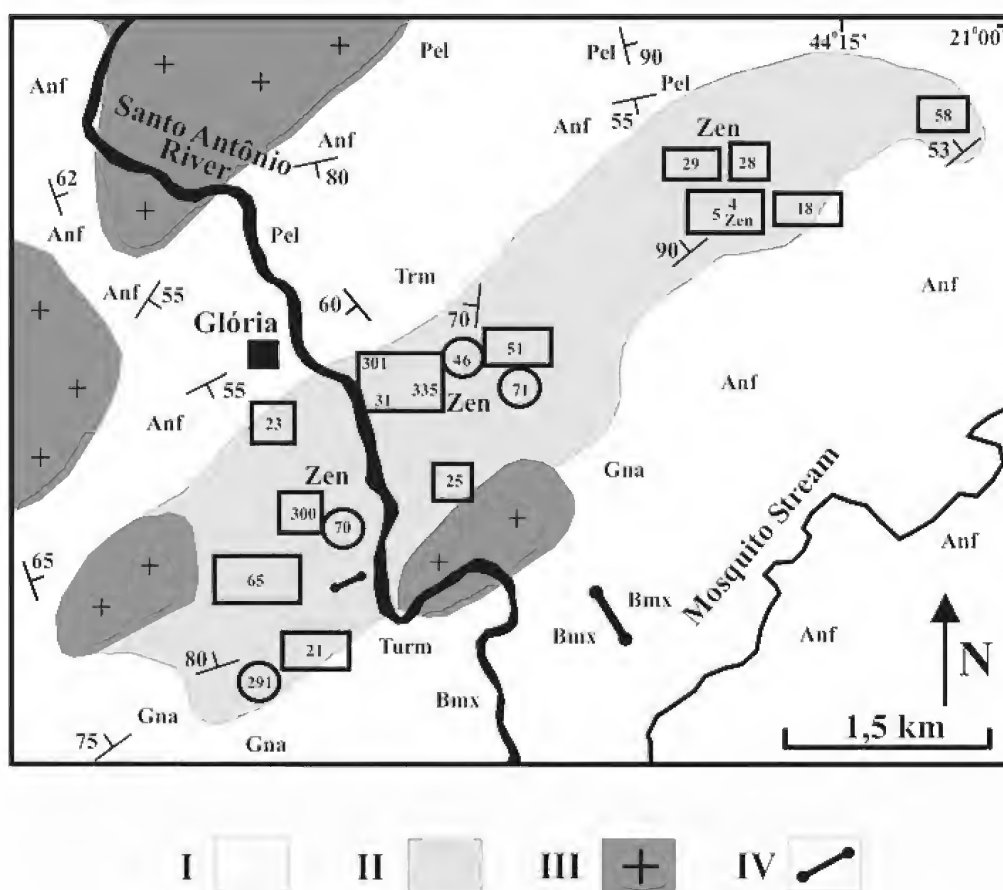 Pel
Pel
90
44°15'
21°00'
Anf
Pel
55
Anf
58
Santo Antônio
River
Anf
80
Zen
53
29
28
62
Anf
5
4
Zen
18
Pel
90
Anf
55
60
Trm
Anf
Glória
70
301
46
51
335
71
31
Zen
55
Anf
23
Anf
Zen
25
Gna
300
70
Mosquito Stream
Anf
65
65
Bmx
Bmx
Anf
Turm
21
80
291
Bmx
N
Gna
Gna
75
1,5 km
I
II
III
IV